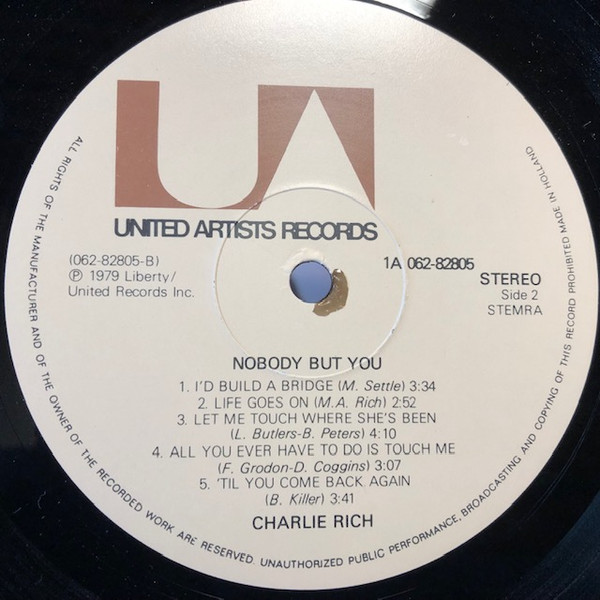 UA
UNITED ARTISTS RECORDS
(062-82805-B)
℗ 1979 Liberty/
United Records Inc.
1A 062-82805
STEREO
Side 2
STEMRA
NOBODY BUT YOU
1. I'D BUILD A BRIDGE (M. Settle) 3:34
2. LIFE GOES ON (M.A. Rich) 2:52
3. LET ME TOUCH WHERE SHE'S BEEN
(L. Butlers-B. Peters) 4:10
4. ALL YOU EVER HAVE TO DO IS TOUCH ME
(F. Grodon-D. Coggins) 3:07
5. 'TIL YOU COME BACK AGAIN
(B. Killer) 3:41
CHARLIE RICH
ALL RIGHTS OF THE MANUFACTURER AND OF THE OWNER OF THE RECORDED WORK ARE RESERVED. UNAUTHORIZED PUBLIC PERFORMANCE, BROADCASTING AND COPYING OF THIS RECORD PROHIBITED MADE IN HOLLAND